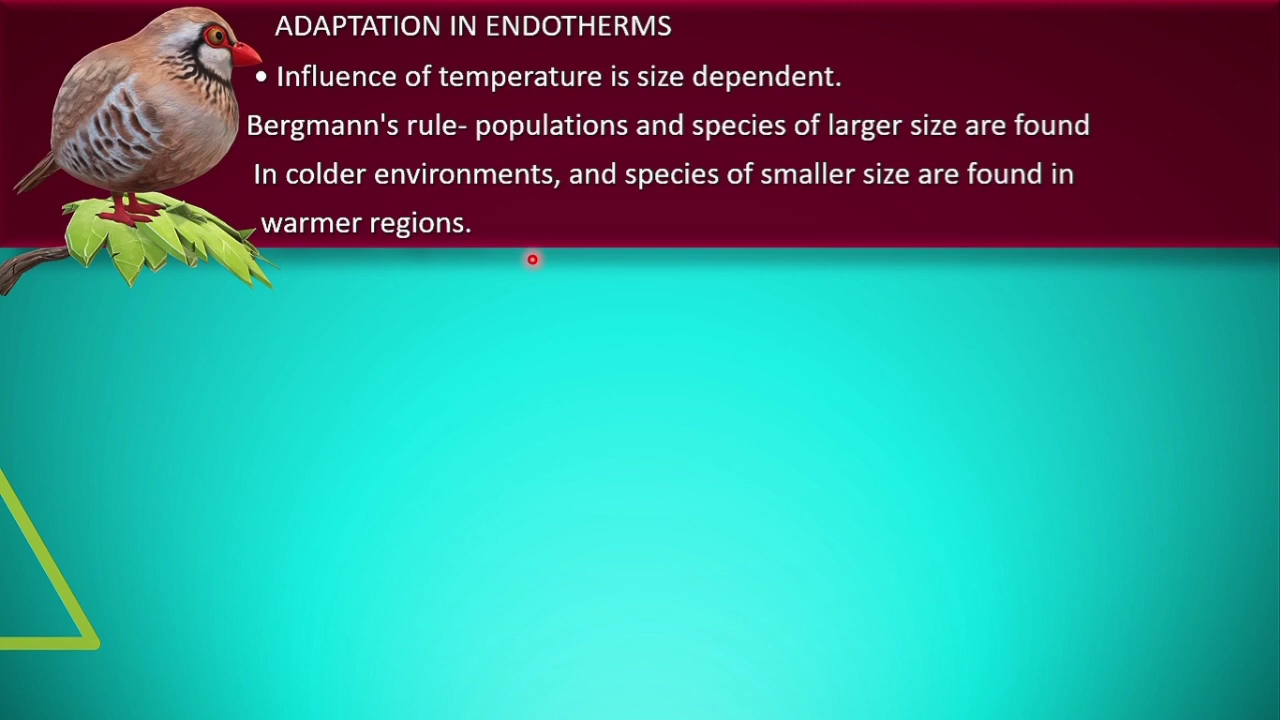 ADAPTATION IN ENDOTHERMS
• Influence of temperature is size dependent.
Bergmann's rule- populations and species of larger size are found
In colder environments, and species of smaller size are found in
warmer regions.